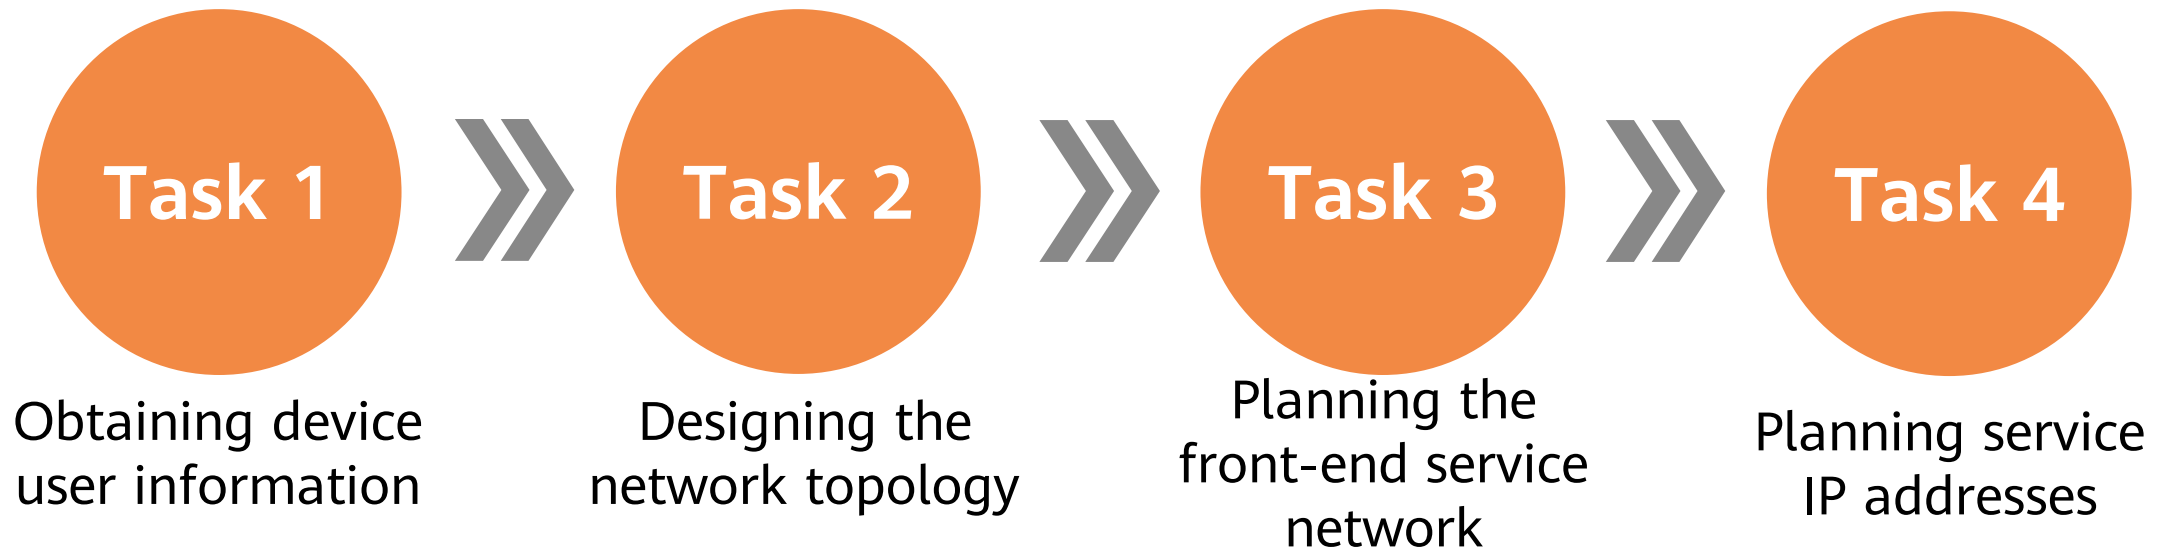 Task 1
Task 2
Task 3
Task 4
Obtaining device
user information
Designing the
network topology
Planning the
front-end service
network
Planning service
IP addresses